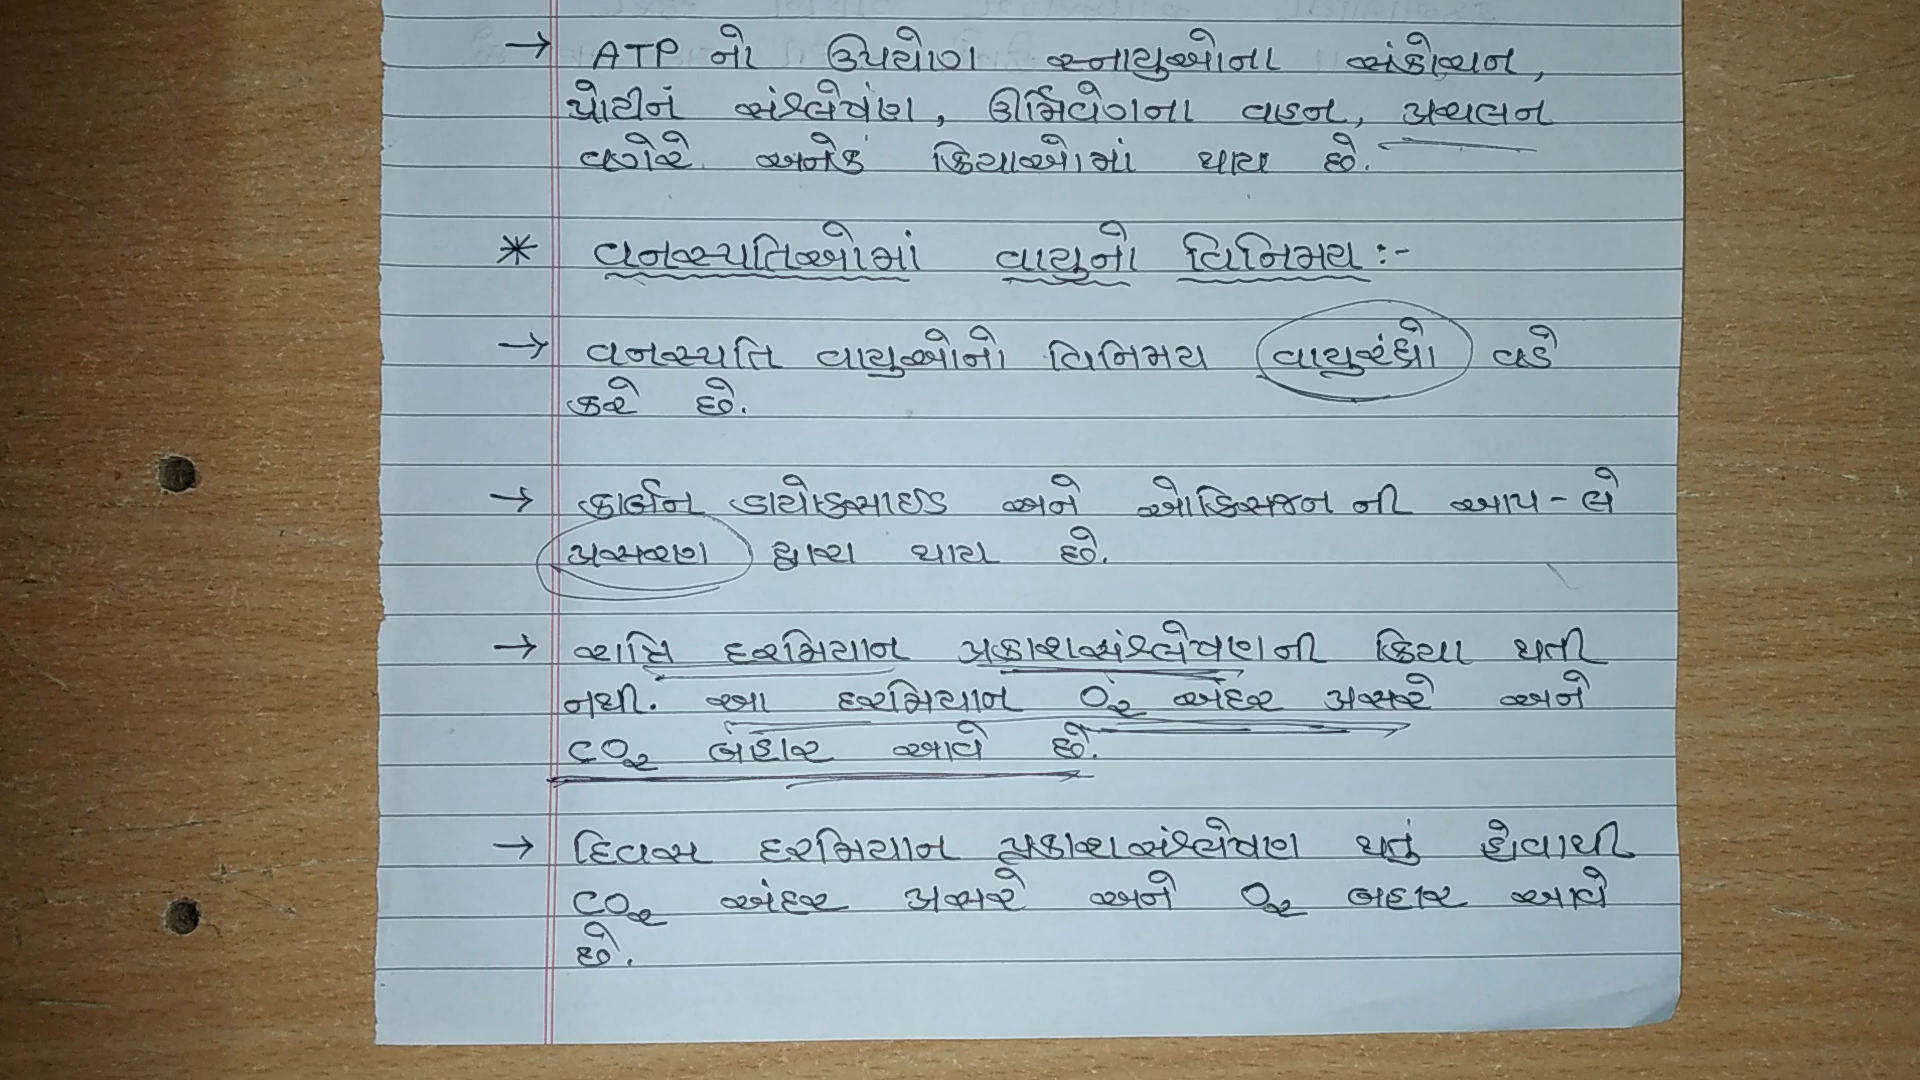 → ATP નો ઉપયોગ સ્નાયુઓના સંકોચન,
પ્રોટીન સંશ્લેષણ, ઊર્મિવેગના વહન, પ્રચલન
વગેરે અનેક ક્રિયાઓમાં થાય છે.
* વનસ્પતિઓમાં વાયુનો વિનિમય :-
→ વનસ્પતિ વાયુઓનો વિનિમય વાયુરંધ્રો વડે
કરે છે.
→ કાર્બન ડાયોક્સાઇડ અને ઓક્સિજન ની આપ - લે
પ્રસરણ દ્વારા થાય છે.
→ રાત્રિ દરમિયાન પ્રકાશસંશ્લેષણની ક્રિયા થતી
નથી. આ દરમિયાન O₂ અંદર પ્રસરે અને
CO₂ બહાર આવે છે.
→ દિવસ દરમિયાન પ્રકાશસંશ્લેષણ થતું હોવાથી
CO₂ અંદર પ્રસરે અને O₂ બહાર આવે
છે.